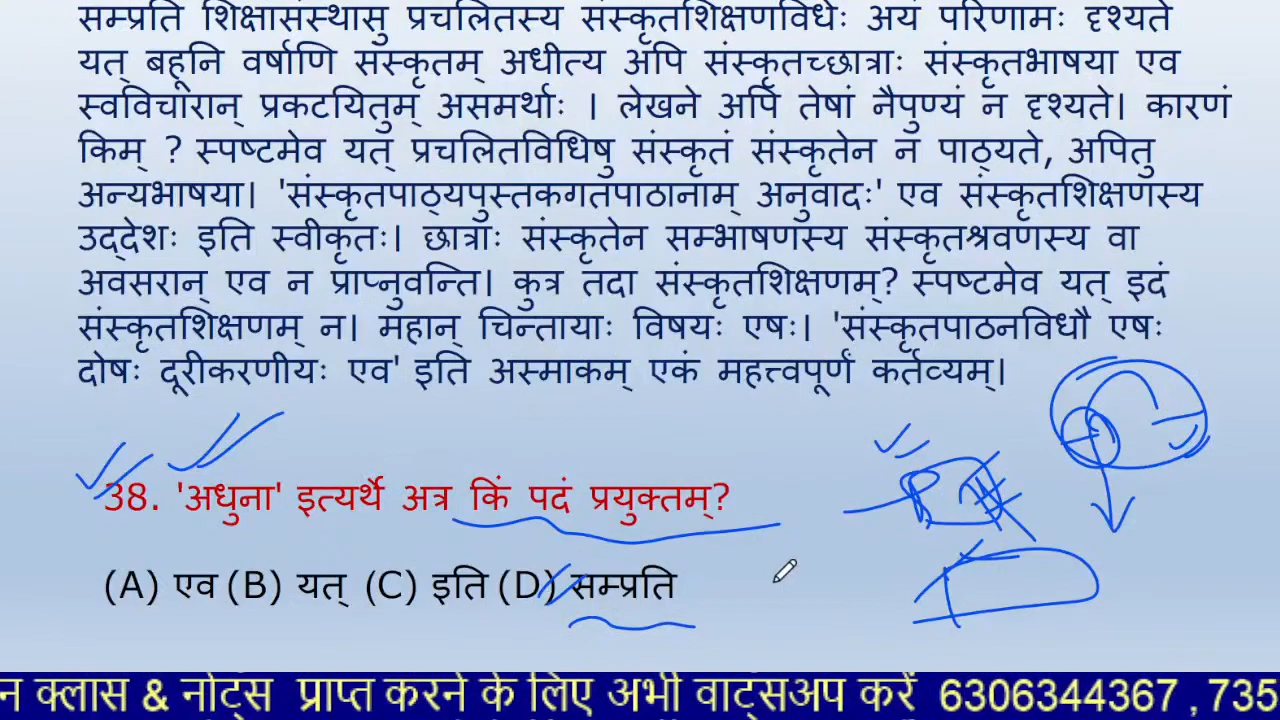 सम्प्रति शिक्षासंस्थासु प्रचलितस्य संस्कृतशिक्षणविधेः अयं परिणामः दृश्यते
यत् बहूनि वर्षाणि संस्कृतम् अधीत्य अपि संस्कृतच्छात्राः संस्कृतभाषया एव
स्वविचारान् प्रकटयितुम् असमर्थाः । लेखने अपि तेषां नैपुण्यं न दृश्यते। कारणं
किम् ? स्पष्टमेव यत् प्रचलितविधिषु संस्कृतं संस्कृतेन न पाठ्यते, अपितु
अन्यभाषया। 'संस्कृतपाठ्यपुस्तकगतपाठानाम् अनुवादः' एव संस्कृतशिक्षणस्य
उद्देशः इति स्वीकृतः। छात्राः संस्कृतेन सम्भाषणस्य संस्कृतश्रवणस्य वा
अवसरान् एव न प्राप्नुवन्ति। कुत्र तदा संस्कृतशिक्षणम्? स्पष्टमेव यत् इदं
संस्कृतशिक्षणम् न। महान् चिन्तायाः विषयः एषः। 'संस्कृतपाठनविधौ एषः
दोषः दूरीकरणीयः एव' इति अस्माकम् एकं महत्त्वपूर्णं कर्तव्यम्।
38. 'अधुना' इत्यर्थे अत्र किं पदं प्रयुक्तम्?
(A) एव (B) यत् (C) इति (D) सम्प्रति
न क्लास & नोट्स प्राप्त करने के लिए अभी वाट्सअप करें 6306344367 , 735